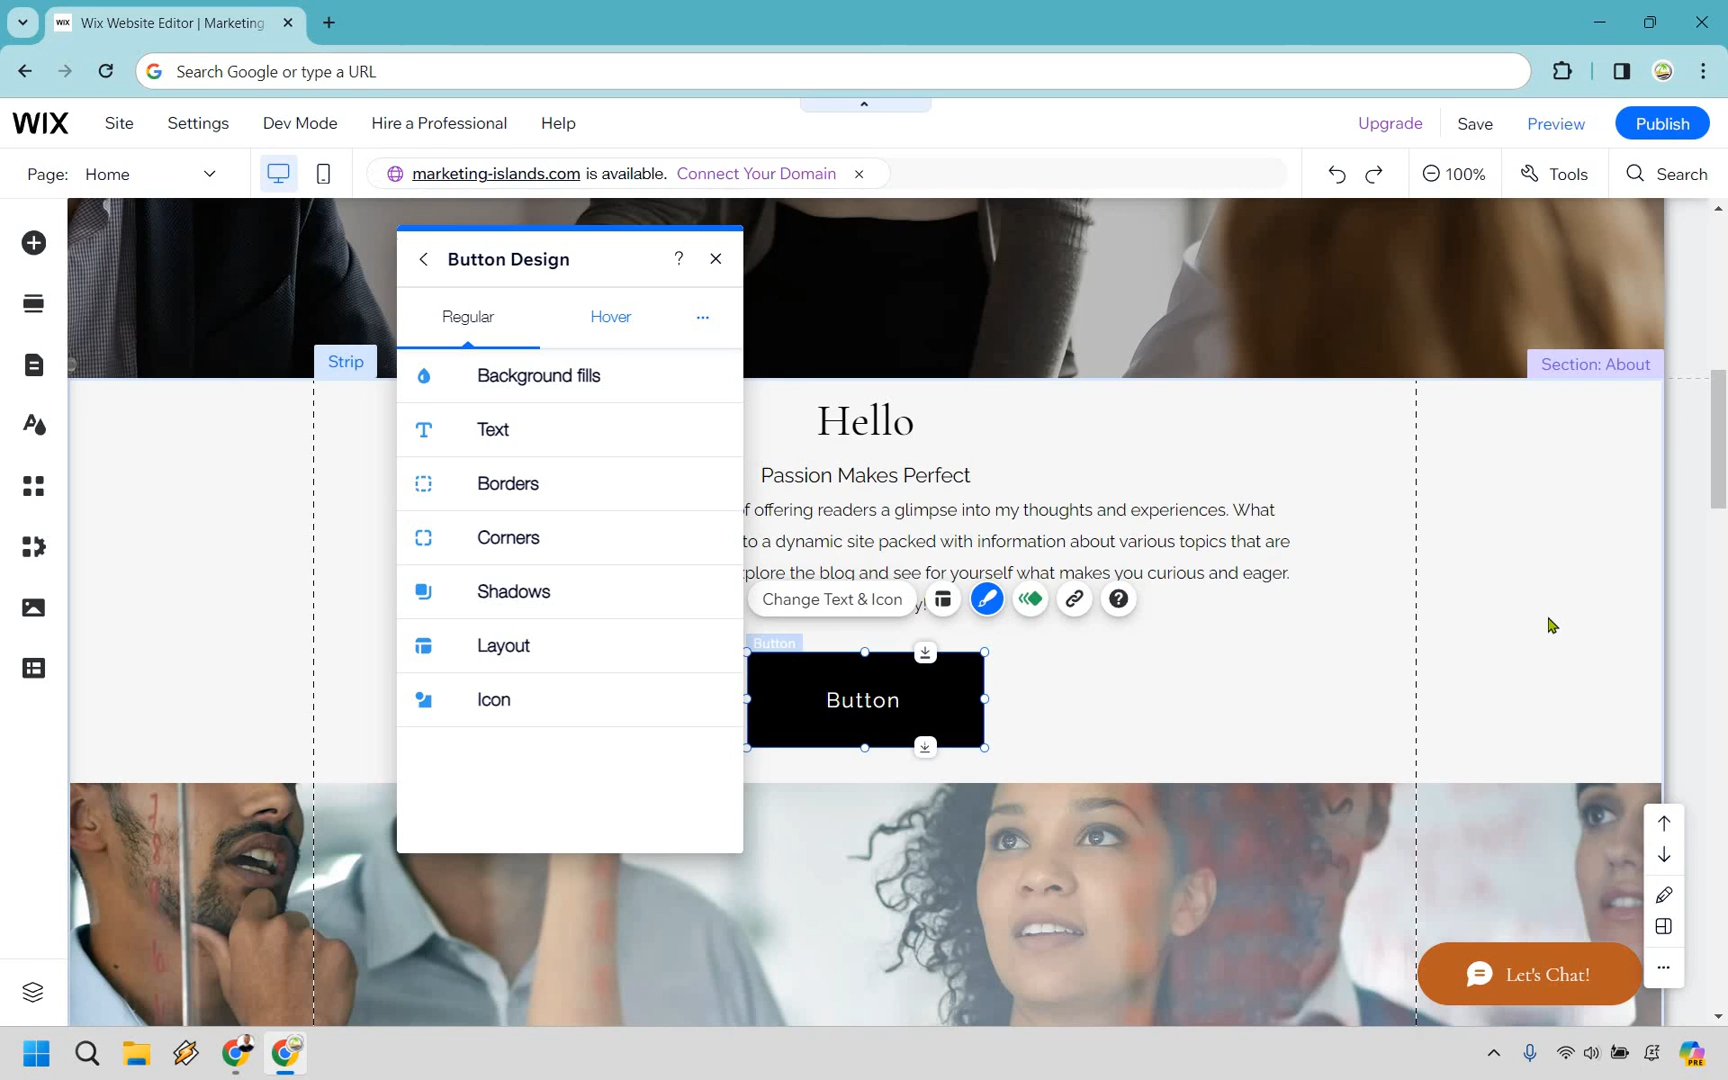 WIX Wix Website Editor | Marketing
Search Google or type a URL
WIX Site Settings Dev Mode Hire a Professional Help Upgrade Save Preview Publish
Page: Home marketing-islands.com is available. Connect Your Domain 100% Tools Search
Button Design ?
Regular Hover ...
Strip
Section: About
Background fills
Text
Borders
Corners
Shadows
Layout
Icon
Hello
Passion Makes Perfect
of offering readers a glimpse into my thoughts and experiences. What
to a dynamic site packed with information about various topics that are
xplore the blog and see for yourself what makes you curious and eager.
y!
Change Text & Icon
Button
Button
Let's Chat!
PRE